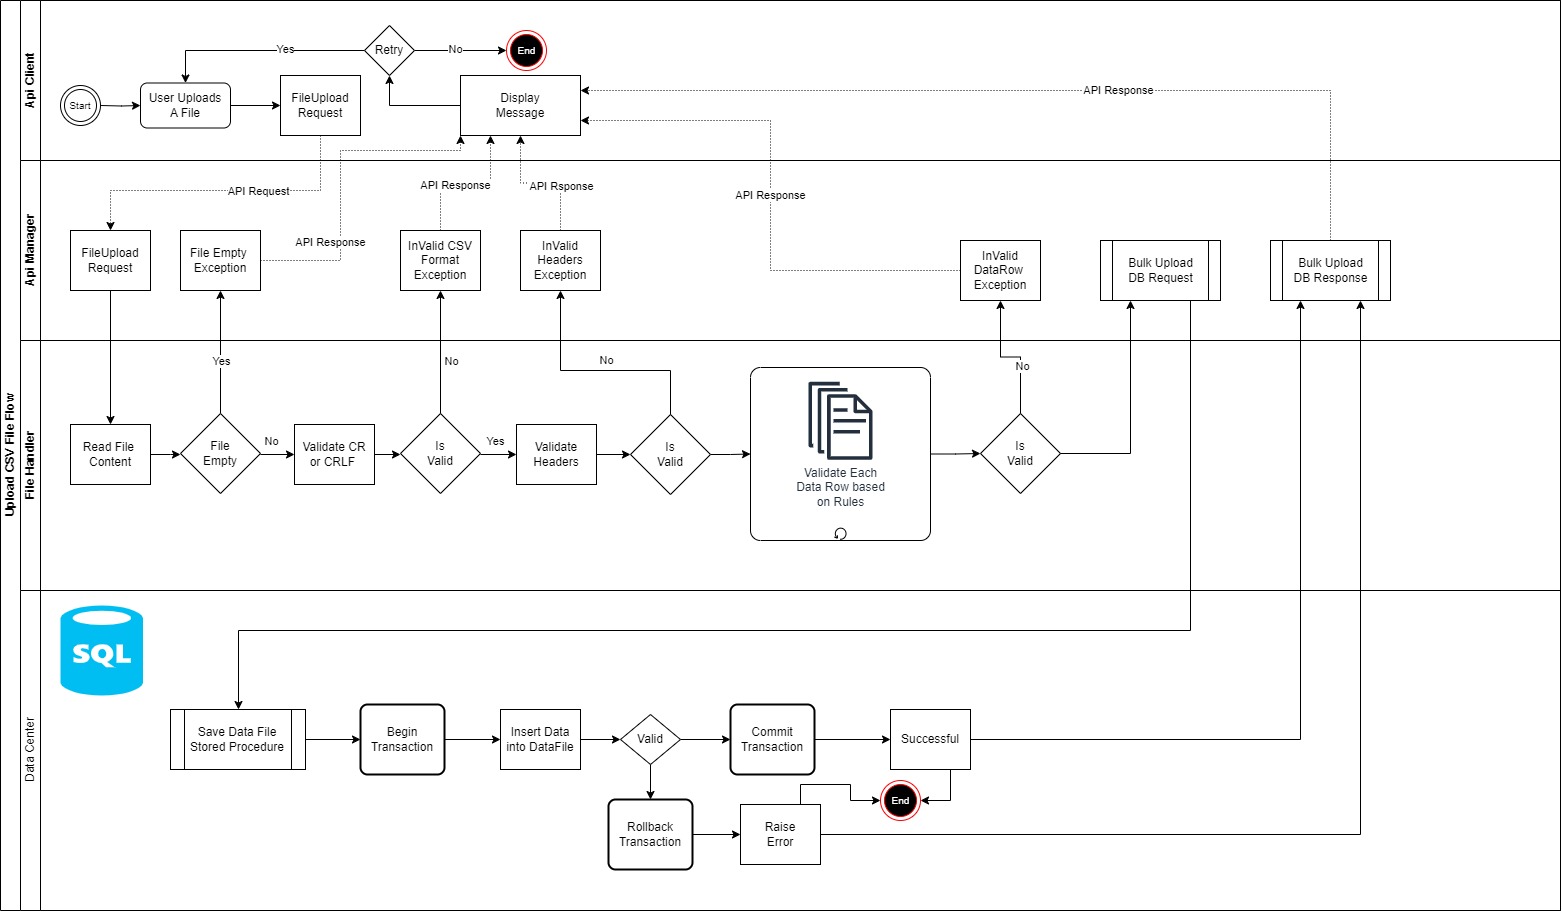 Upload CSV File Flow
Api Client
Start
User Uploads
A File
FileUpload
Request
Yes
Retry
No
End
Display
Message
API Response
Api Manager
API Request
API Response
API Response
API Rsponse
API Response
FileUpload
Request
File Empty
Exception
InValid CSV
Format
Exception
InValid
Headers
Exception
InValid
DataRow
Exception
Bulk Upload
DB Request
Bulk Upload
DB Response
File Handler
Yes
No
No
No
Read File
Content
File
Empty
No
Validate CR
or CRLF
Is
Valid
Yes
Validate
Headers
Is
Valid
Validate Each
Data Row based
on Rules
Is
Valid
Data Center
SQL
Save Data File
Stored Procedure
Begin
Transaction
Insert Data
into DataFile
Valid
Commit
Transaction
Successful
End
Rollback
Transaction
Raise
Error